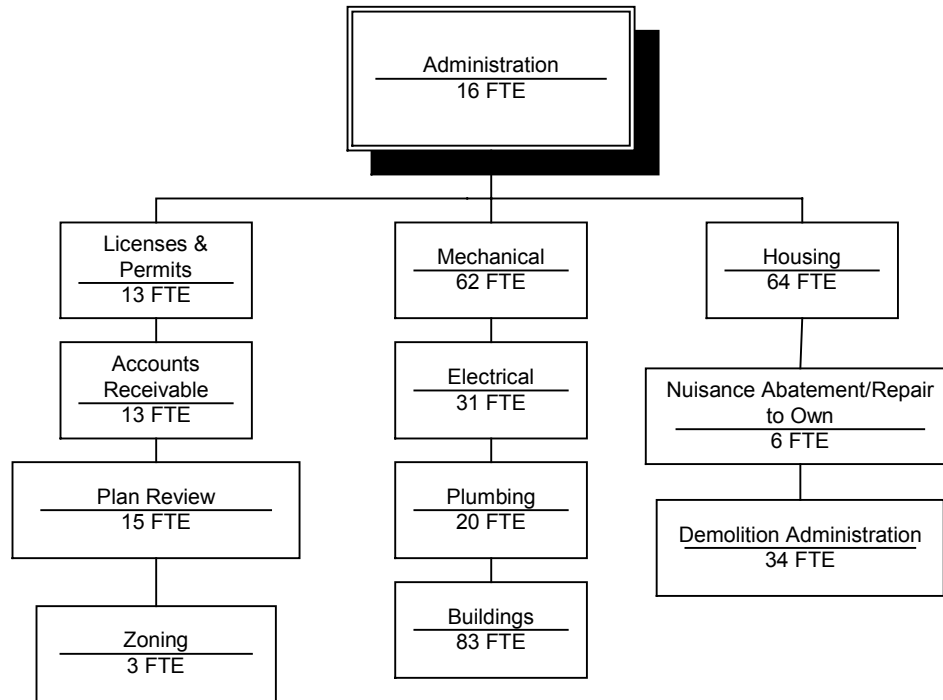 Administration
16 FTE
Licenses &
Permits
13 FTE
Accounts
Receivable
13 FTE
Plan Review
15 FTE
Zoning
3 FTE
Mechanical
62 FTE
Electrical
31 FTE
Plumbing
20 FTE
Buildings
83 FTE
Housing
64 FTE
Nuisance Abatement/Repair
to Own
6 FTE
Demolition Administration
34 FTE